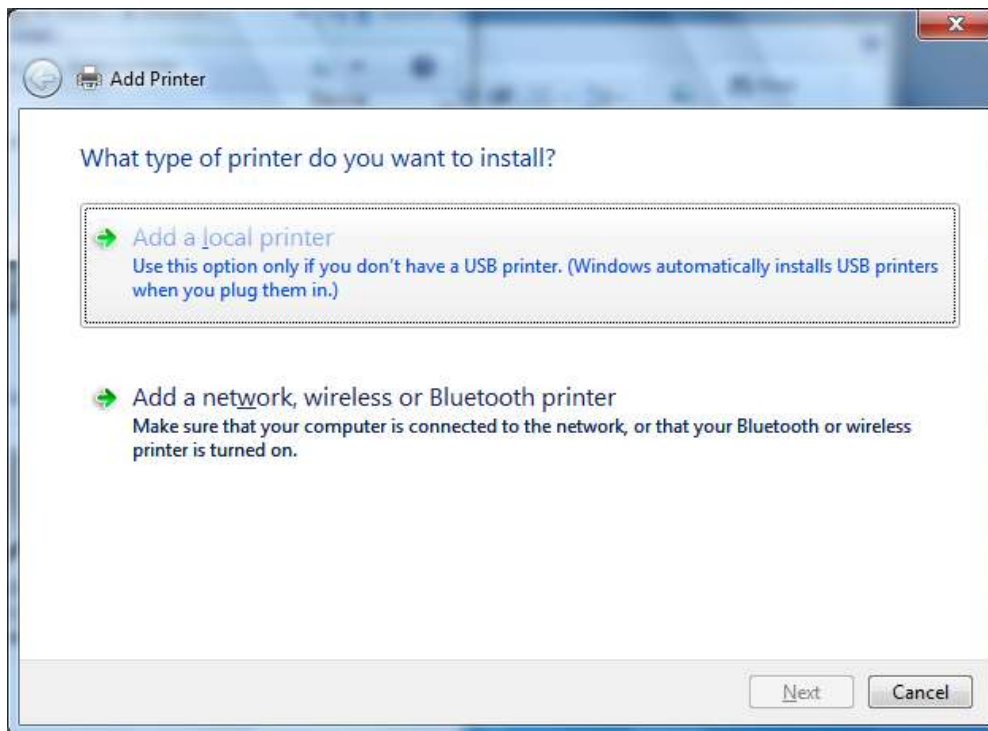 Add Printer
What type of printer do you want to install?
Add a local printer
Use this option only if you don't have a USB printer. (Windows automatically installs USB printers
when you plug them in.)
Add a network, wireless or Bluetooth printer
Make sure that your computer is connected to the network, or that your Bluetooth or wireless
printer is turned on.
Next
Cancel